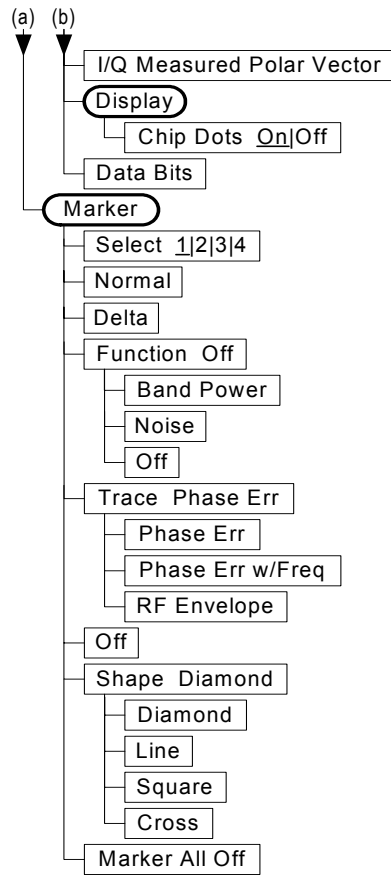 (a) (b)
I/Q Measured Polar Vector
Display
Chip Dots On|Off
Data Bits
Marker
Select 1|2|3|4
Normal
Delta
Function Off
Band Power
Noise
Off
Trace Phase Err
Phase Err
Phase Err w/Freq
RF Envelope
Off
Shape Diamond
Diamond
Line
Square
Cross
Marker All Off